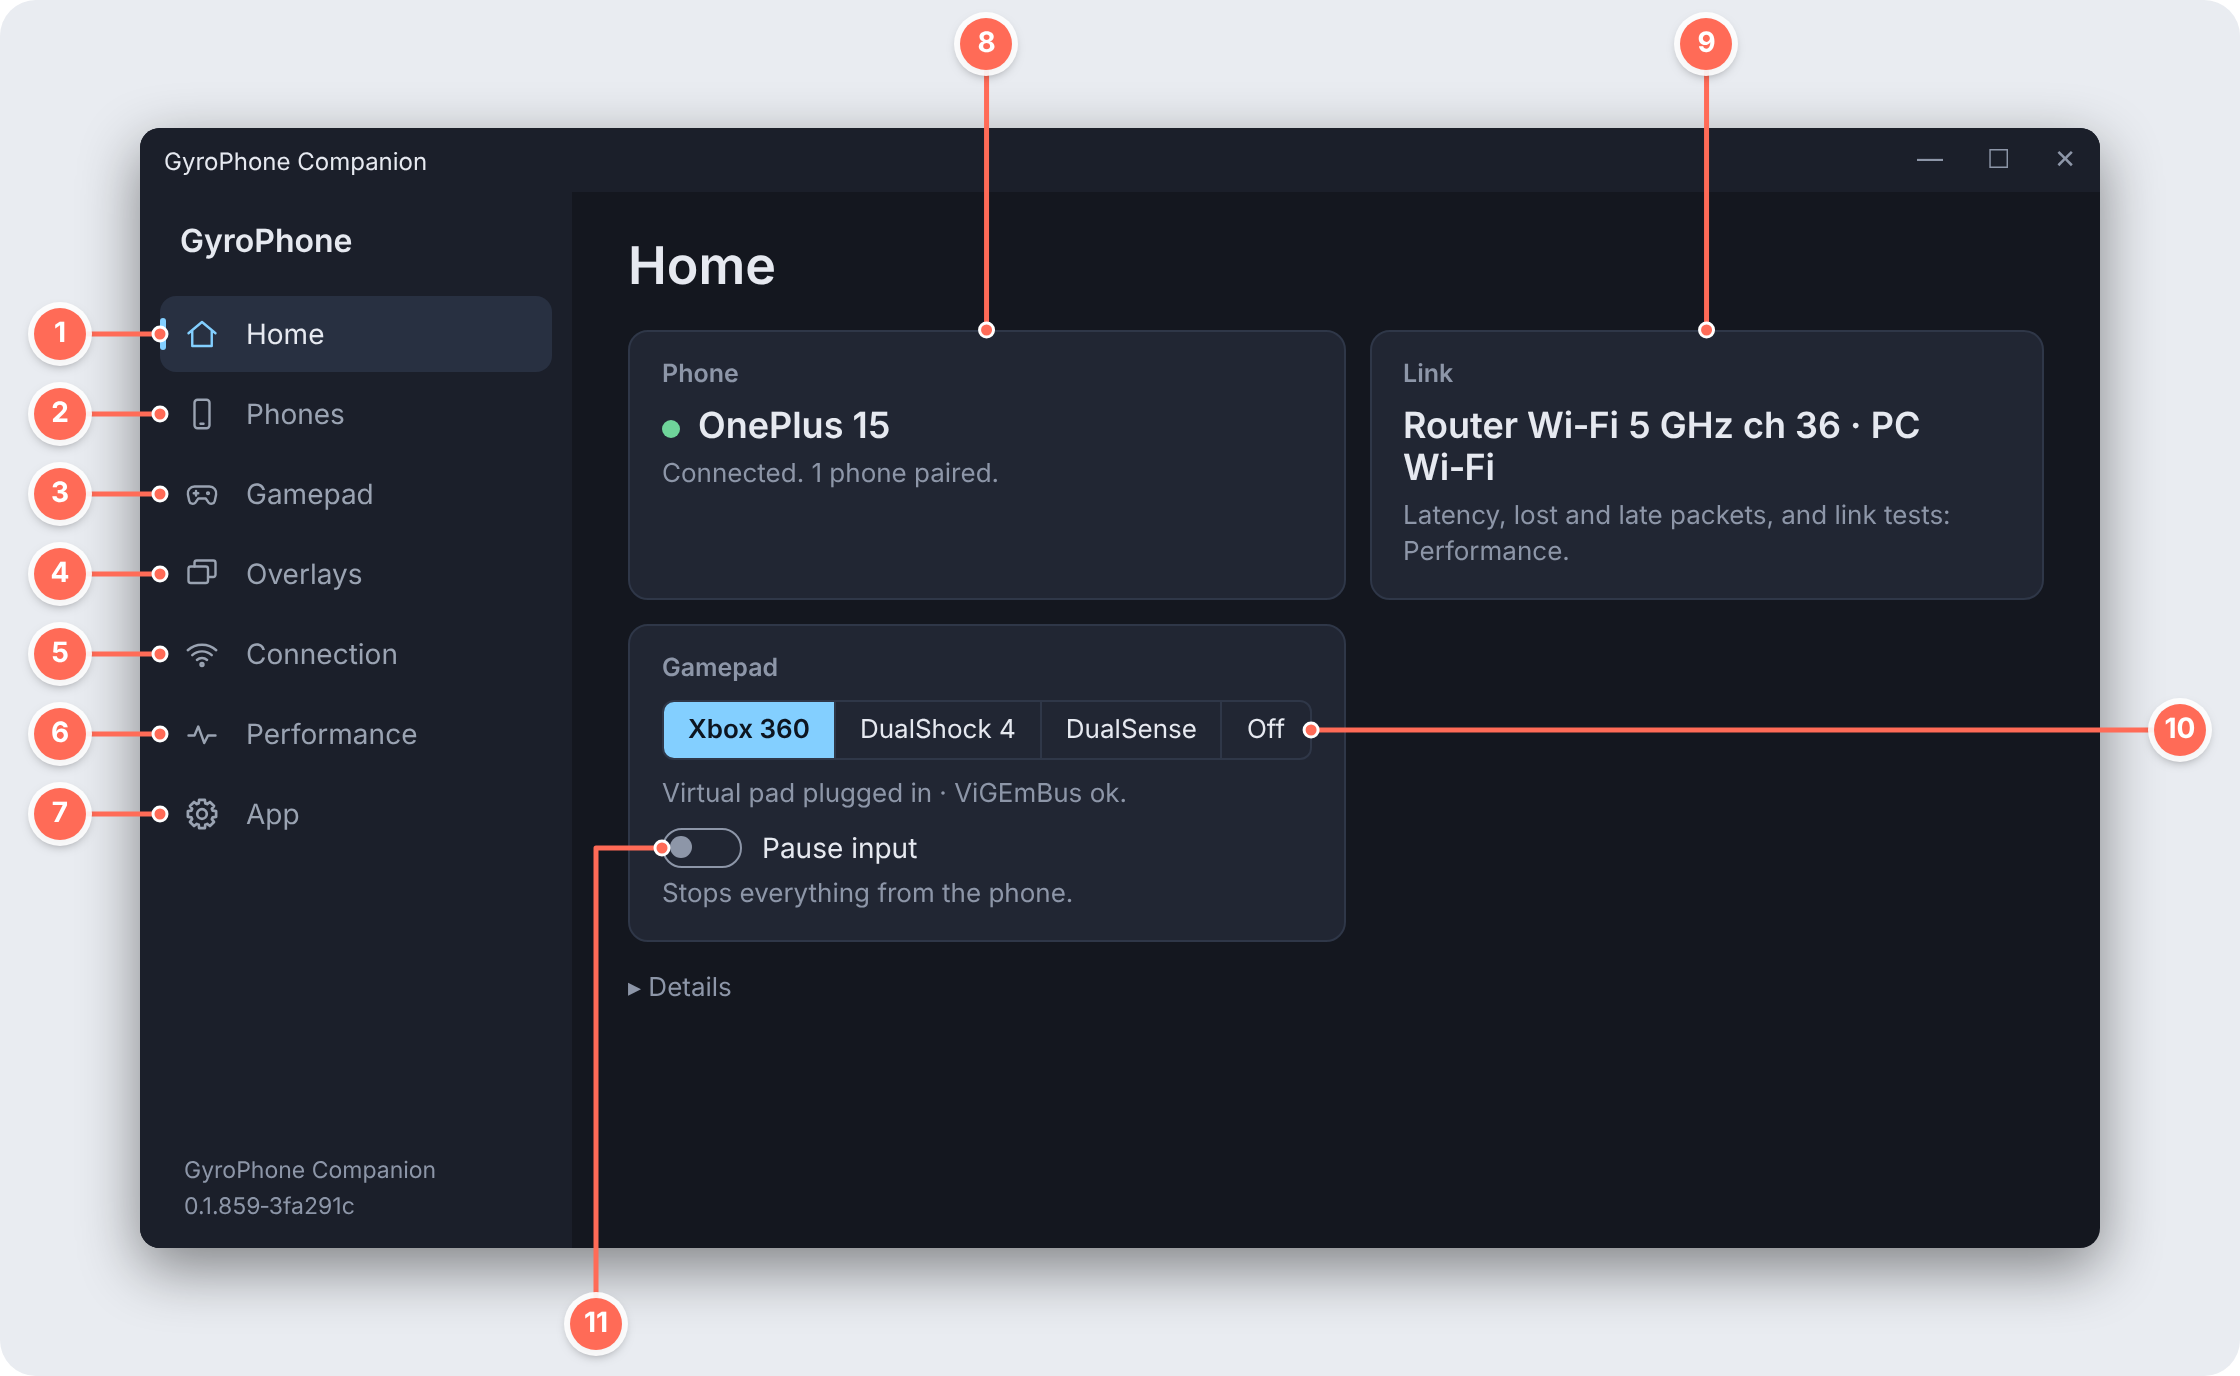 8
9
GyroPhone Companion
GyroPhone
Home
1
Home
2
Phones
3
Gamepad
4
Overlays
5
Connection
6
Performance
7
App
Phone
OnePlus 15
Connected. 1 phone paired.
Link
Router Wi-Fi 5 GHz ch 36 · PC
Wi-Fi
Latency, lost and late packets, and link tests:
Performance.
Gamepad
Xbox 360 DualShock 4 DualSense Off
10
Virtual pad plugged in · ViGEmBus ok.
Pause input
Stops everything from the phone.
▸ Details
GyroPhone Companion
0.1.859-3fa291c
11